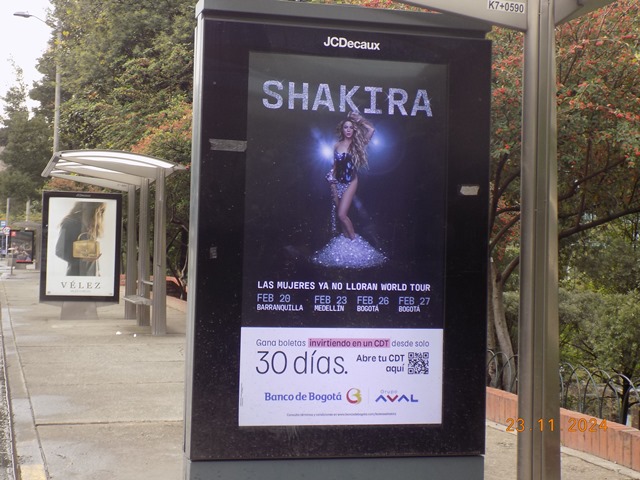 K7+0590
JCDecaux
SHAKIRA
LAS MUJERES YA NO LLORAN WORLD TOUR
FEB 20 FEB 23 FEB 26 FEB 27
BARRANQUILLA MEDELLÍN BOGOTÁ BOGOTÁ
Gana boletas invirtiendo en un CDT desde solo
30 días. Abre tu CDT
aquí
Banco de Bogotá Grupo
AVAL
VÉLEZ
23 11 2024